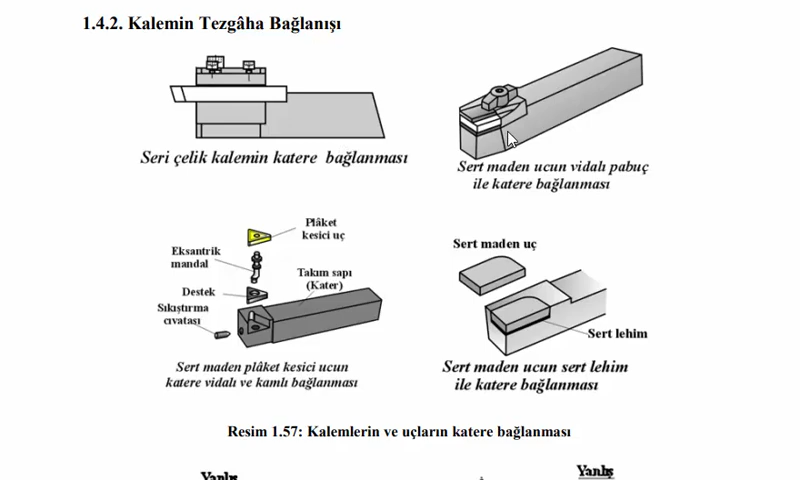 1.4.2. Kalemin Tezgâha Bağlanışı
Seri çelik kalemin katere bağlanması
Sert maden ucun vidalı pabuç
ile katere bağlanması
Plâket
kesici uç
Eksantrik
mandal
Destek
Takım sapı
(Kater)
Sıkıştırma
cıvatası
Sert maden plâket kesici ucun
katere vidalı ve kamlı bağlanması
Sert maden uç
Sert lehim
Sert maden ucun sert lehim
ile katere bağlanması
Resim 1.57: Kalemlerin ve uçların katere bağlanması
Yanlış
Yanlış